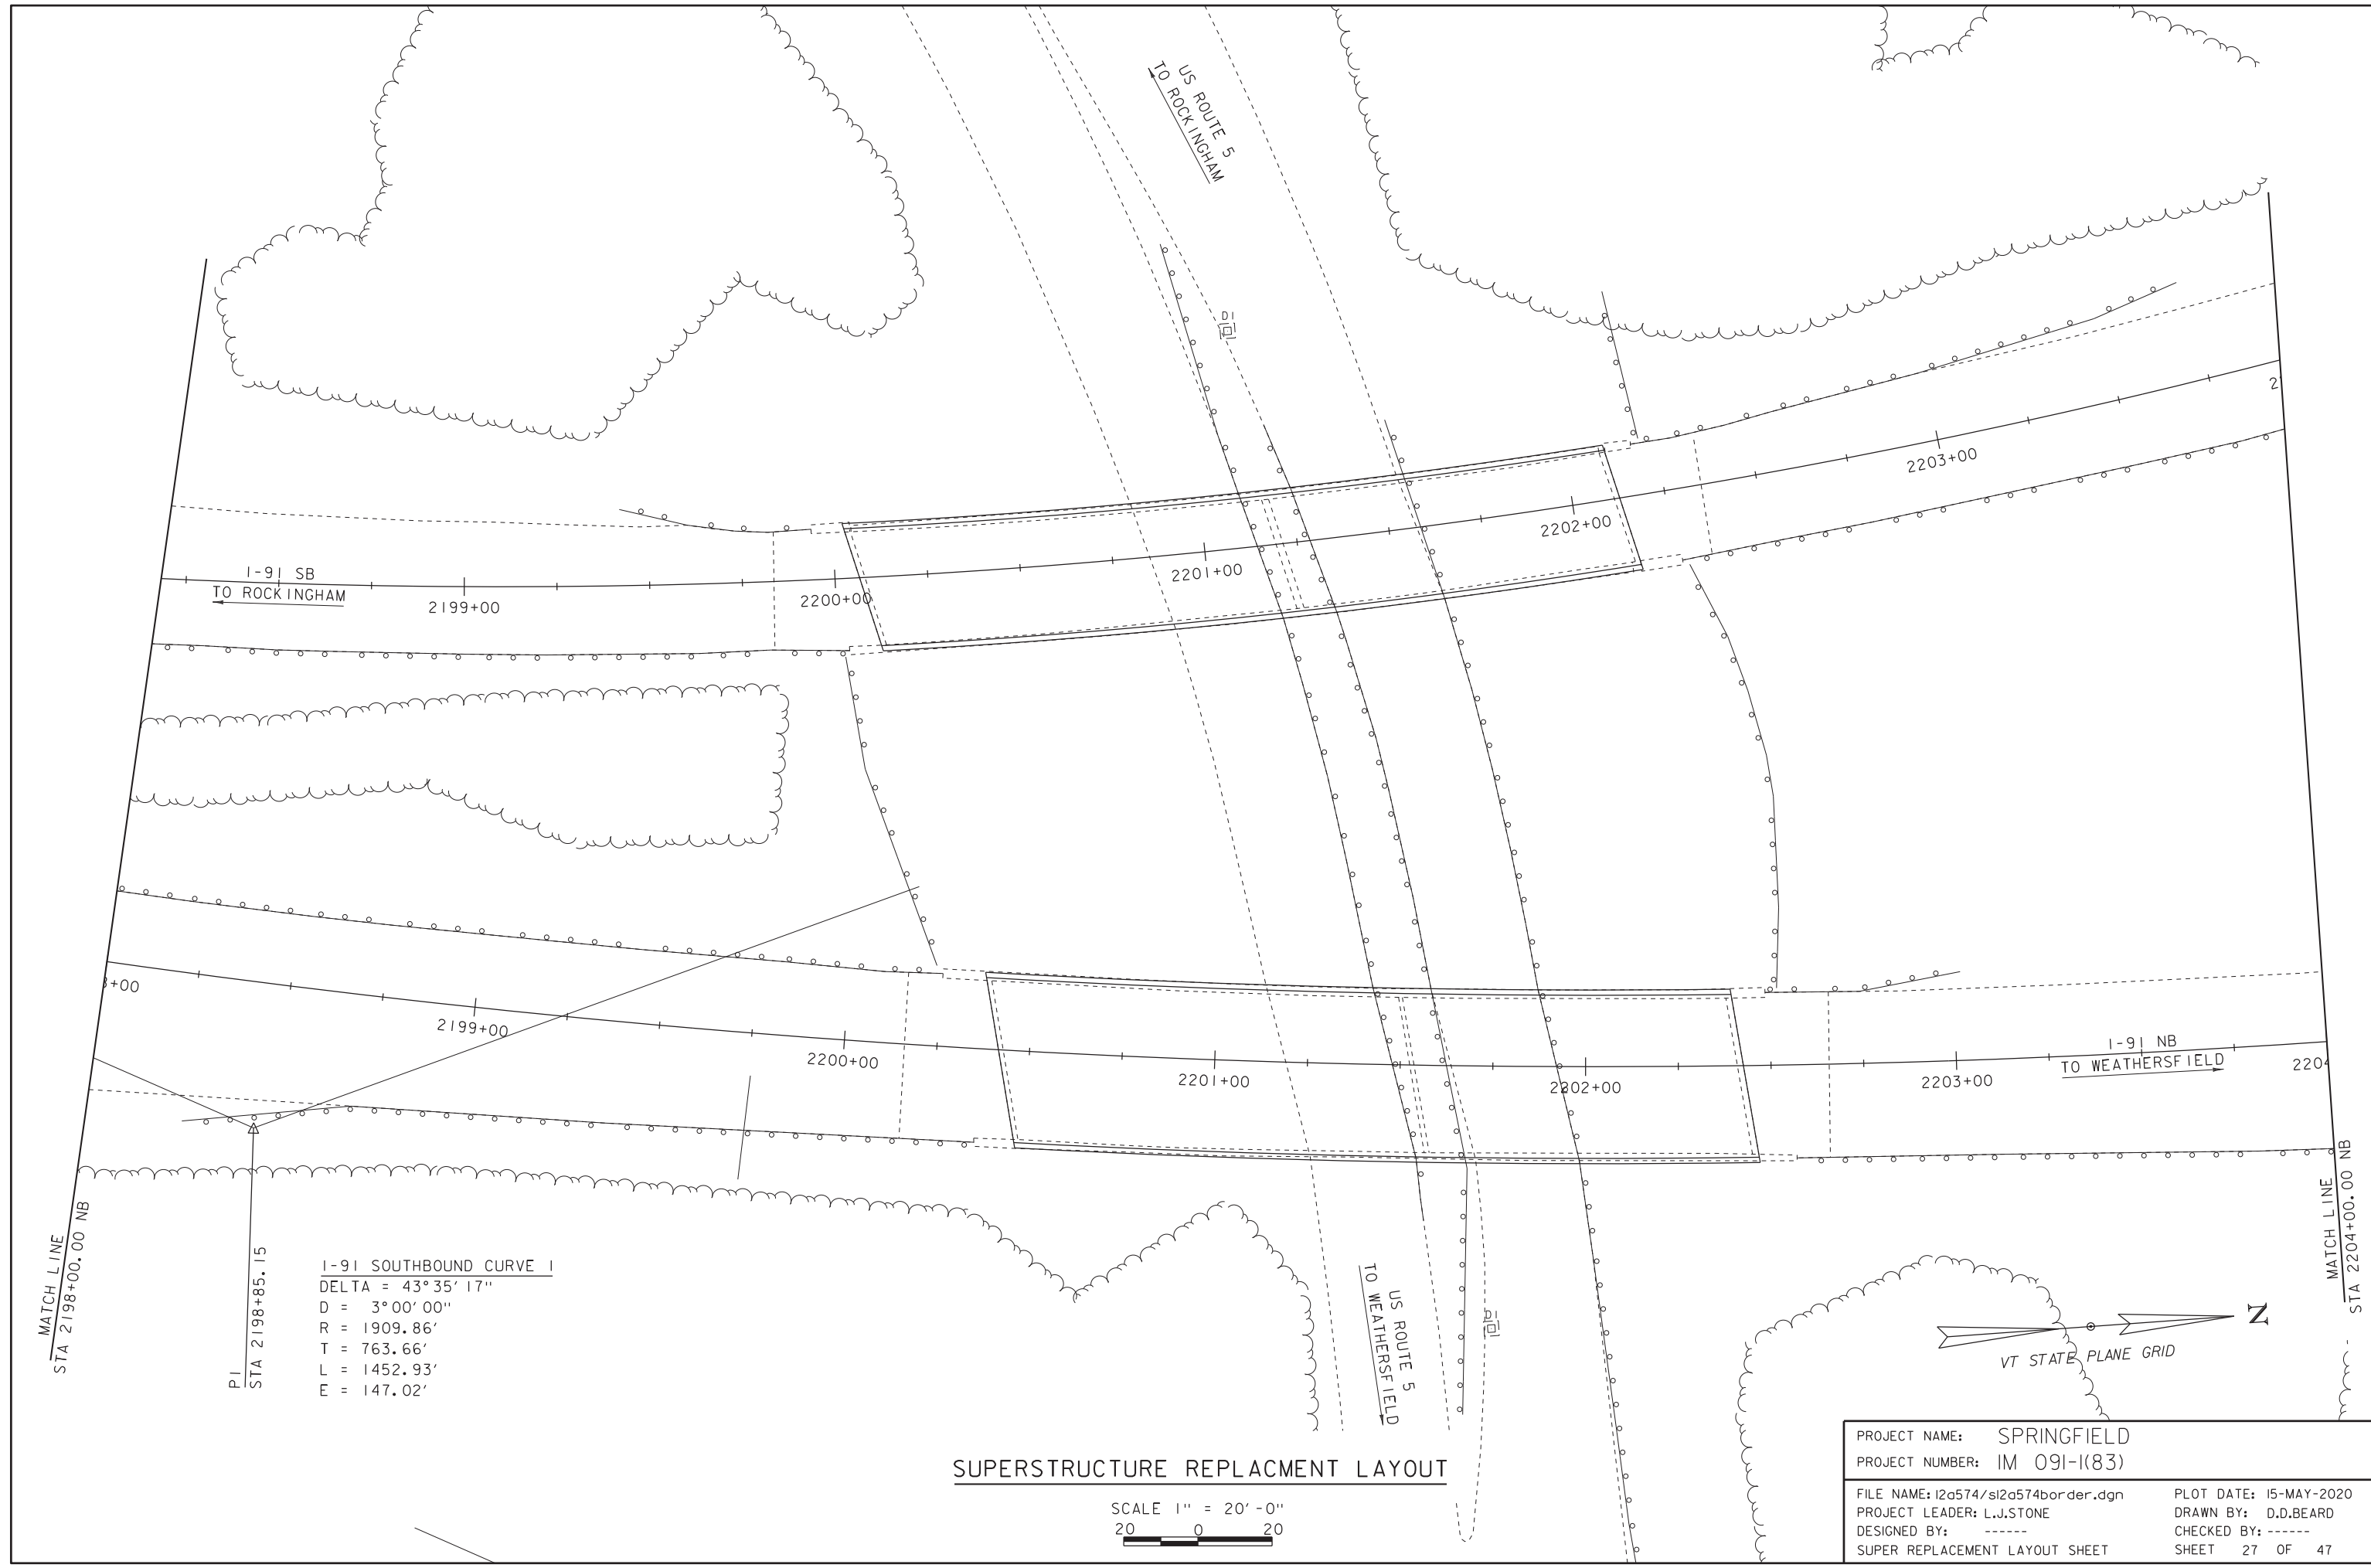 US ROUTE 5
TO ROCKINGHAM
DI
2203+00
2202+00
2201+00
I-91 SB
TO ROCKINGHAM
2199+00
2200+00
+00
2199+00
2200+00
2201+00
2202+00
2203+00
I-91 NB
TO WEATHERSFIELD
2204
MATCH LINE
STA 2198+00.00 NB
PI
STA 2198+85.15
I-91 SOUTHBOUND CURVE 1
DELTA = 43°35'17"
D = 3°00'00"
R = 1909.86'
T = 763.66'
L = 1452.93'
E = 147.02'
US ROUTE 5
TO WEATHERSFIELD
DI
MATCH LINE
STA 2204+00.00 NB
N
VT STATE PLANE GRID
SUPERSTRUCTURE REPLACMENT LAYOUT
SCALE 1" = 20'-0"
20 0 20
PROJECT NAME: SPRINGFIELD
PROJECT NUMBER: IM 091-1(83)
FILE NAME: 12a574/s12a574border.dgn PLOT DATE: 15-MAY-2020
PROJECT LEADER: L.J.STONE DRAWN BY: D.D.BEARD
DESIGNED BY: ------ CHECKED BY: ------
SUPER REPLACEMENT LAYOUT SHEET SHEET 27 OF 47